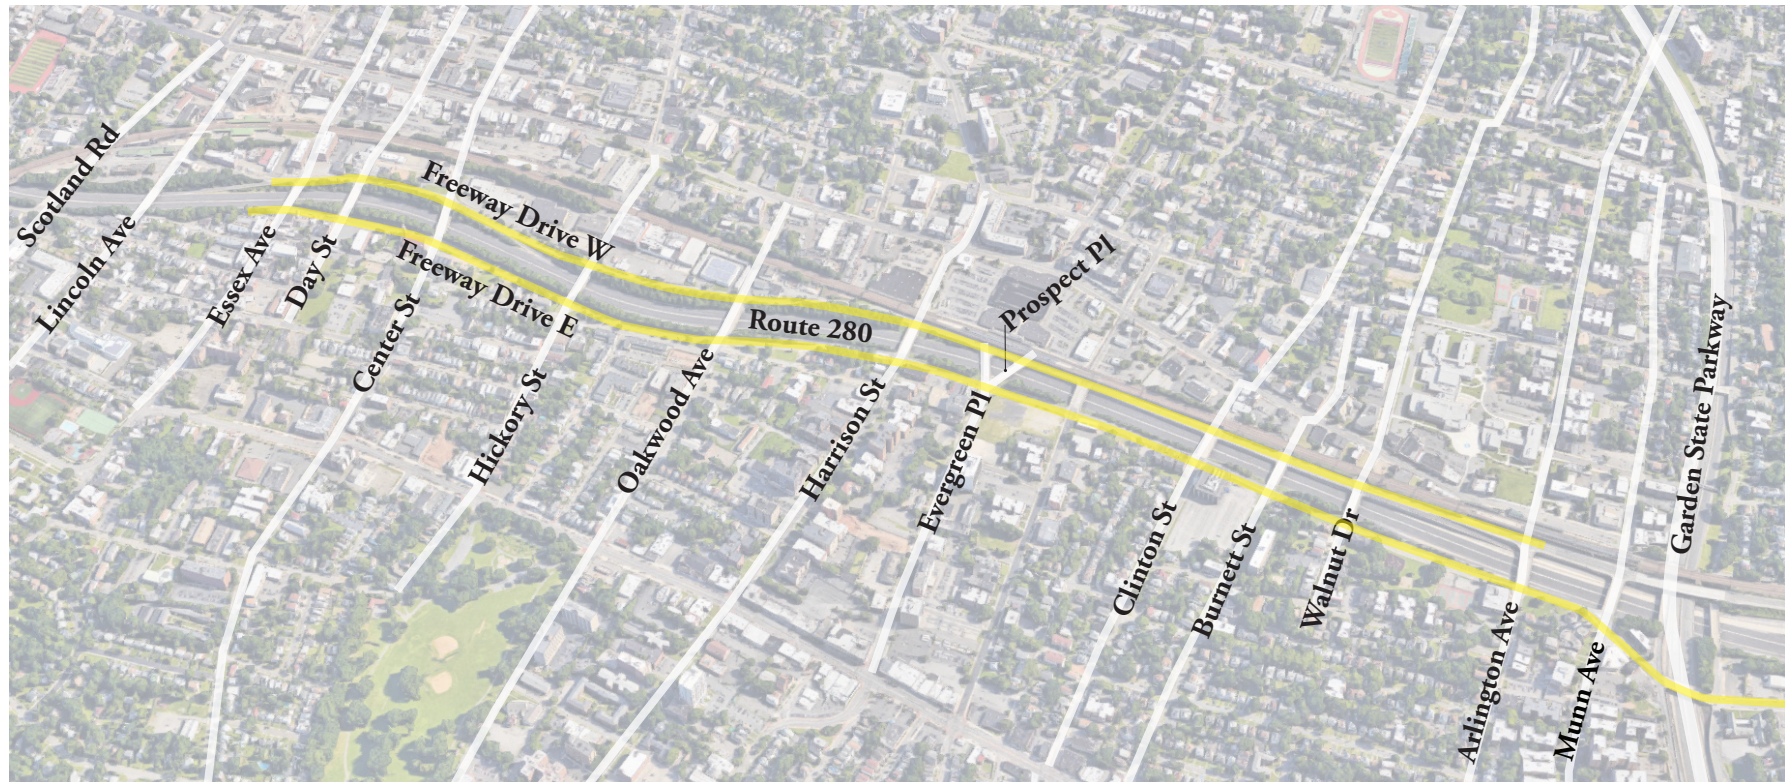 Scotland Rd
Lincoln Ave
Essex Ave
Day St
Center St
Freeway Drive W
Freeway Drive E
Hickory St
Oakwood Ave
Route 280
Harrison St
Evergreen Pl
Prospect Pl
Clinton St
Burnett St
Walnut Dr
Arlington Ave
Munn Ave
Garden State Parkway